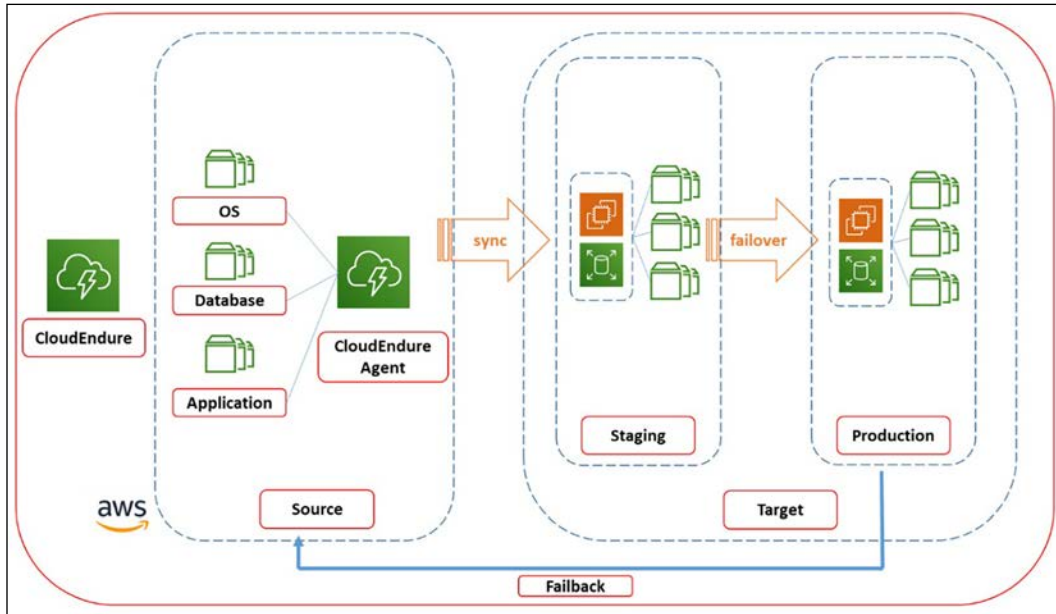 OS
sync
failover
Database
CloudEndure
CloudEndure
Agent
Application
Staging
Production
aws
Source
Target
Failback